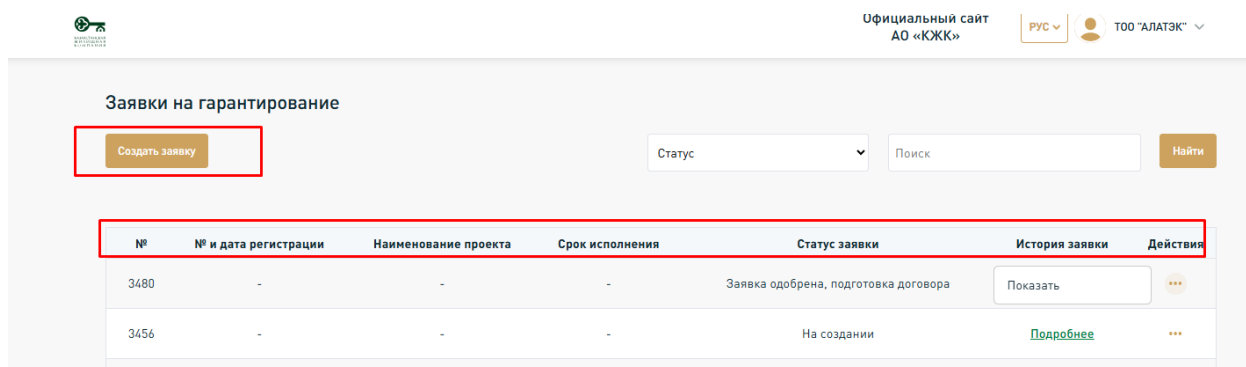 Официальный сайт
АО «КЖК»
РУС
ТОО "АЛАТЭК"
Заявки на гарантирование
Создать заявку
Статус
Поиск
Найти
№ № и дата регистрации Наименование проекта Срок исполнения Статус заявки История заявки Действия
3480 - - - Заявка одобрена, подготовка договора Показать ...
3456 - - - На создании Подробнее ...